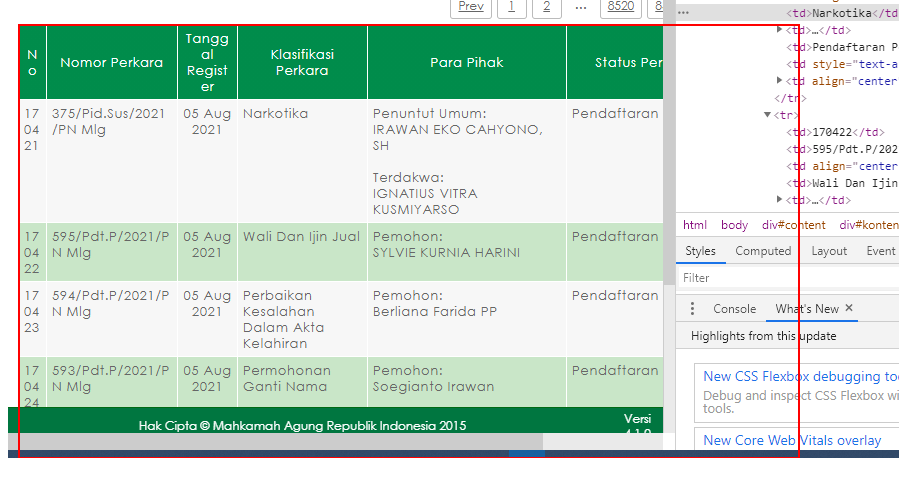 Prev 1 2 ... 8520 8
No Nomor Perkara Tanggal Register Klasifikasi Perkara Para Pihak Status Per
170421 375/Pid.Sus/2021/PN Mlg 05 Aug 2021 Narkotika Penuntut Umum: Pendaftaran
IRAWAN EKO CAHYONO, SH
Terdakwa:
IGNATIUS VITRA KUSMIYARSO
170422 595/Pdt.P/2021/PN Mlg 05 Aug 2021 Wali Dan Ijin Jual Pemohon: Pendaftaran
SYLVIE KURNIA HARINI
170423 594/Pdt.P/2021/PN Mlg 05 Aug 2021 Perbaikan Kesalahan Dalam Akta Kelahiran Pemohon: Pendaftaran
Berliana Farida PP
170424 593/Pdt.P/2021/PN Mlg 05 Aug 2021 Permohonan Ganti Nama Pemohon: Pendaftaran
Soegianto Irawan
Hak Cipta © Mahkamah Agung Republik Indonesia 2015 Versi 4.1.0
<td>Narkotika</td>
<td>…</td>
<td>Pendaftaran P
<td style="text-a
<td align="center
</tr>
<tr>
<td>170422</td>
<td>595/Pdt.P/202
<td align="center
<td>Wali Dan Ijin
<td>…</td>
html body div#content div#konten
Styles Computed Layout Event
Filter
Console What's New ×
Highlights from this update
New CSS Flexbox debugging too
Debug and inspect CSS Flexbox wi
tools.
New Core Web Vitals overlay